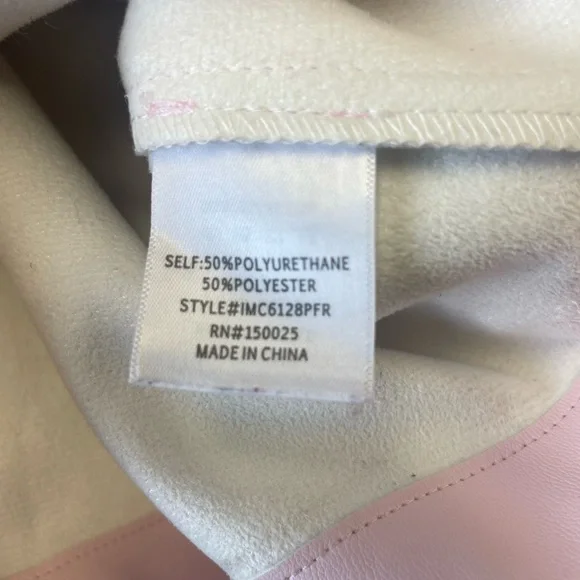 SELF:50%POLYURETHANE
50%POLYESTER
STYLE#IMC6128PFR
RN#150025
MADE IN CHINA